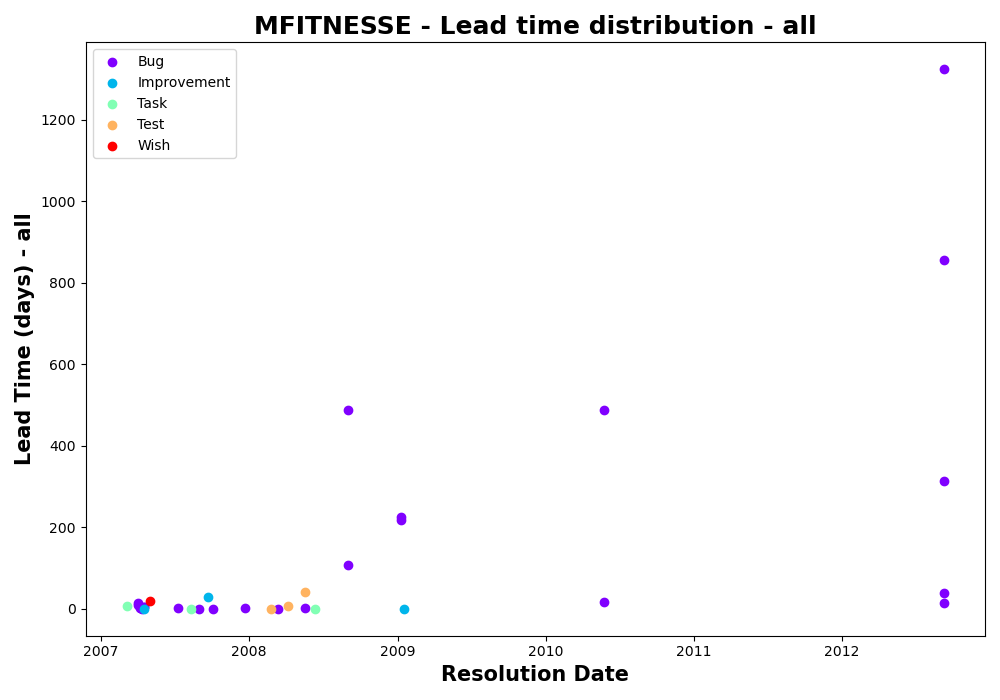 MFITNESSE - Lead time distribution - all
Bug
Improvement
Task
Test
Wish
Lead Time (days) - all
1200
1000
800
600
400
200
0
2007 2008 2009 2010 2011 2012
Resolution Date